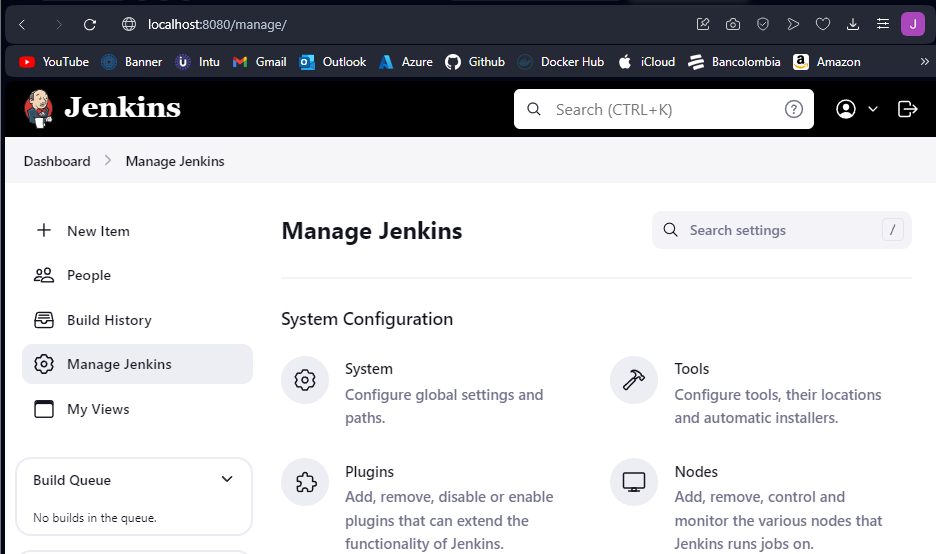 localhost:8080/manage/
J
YouTube Banner Intu Gmail Outlook Azure Github Docker Hub iCloud Bancolombia Amazon »
Jenkins
Search (CTRL+K) ?
Dashboard > Manage Jenkins
New Item
People
Build History
Manage Jenkins
My Views
Build Queue
No builds in the queue.
Manage Jenkins
Search settings /
System Configuration
System
Configure global settings and
paths.
Tools
Configure tools, their locations
and automatic installers.
Plugins
Add, remove, disable or enable
plugins that can extend the
functionality of Jenkins.
Nodes
Add, remove, control and
monitor the various nodes that
Jenkins runs jobs on.